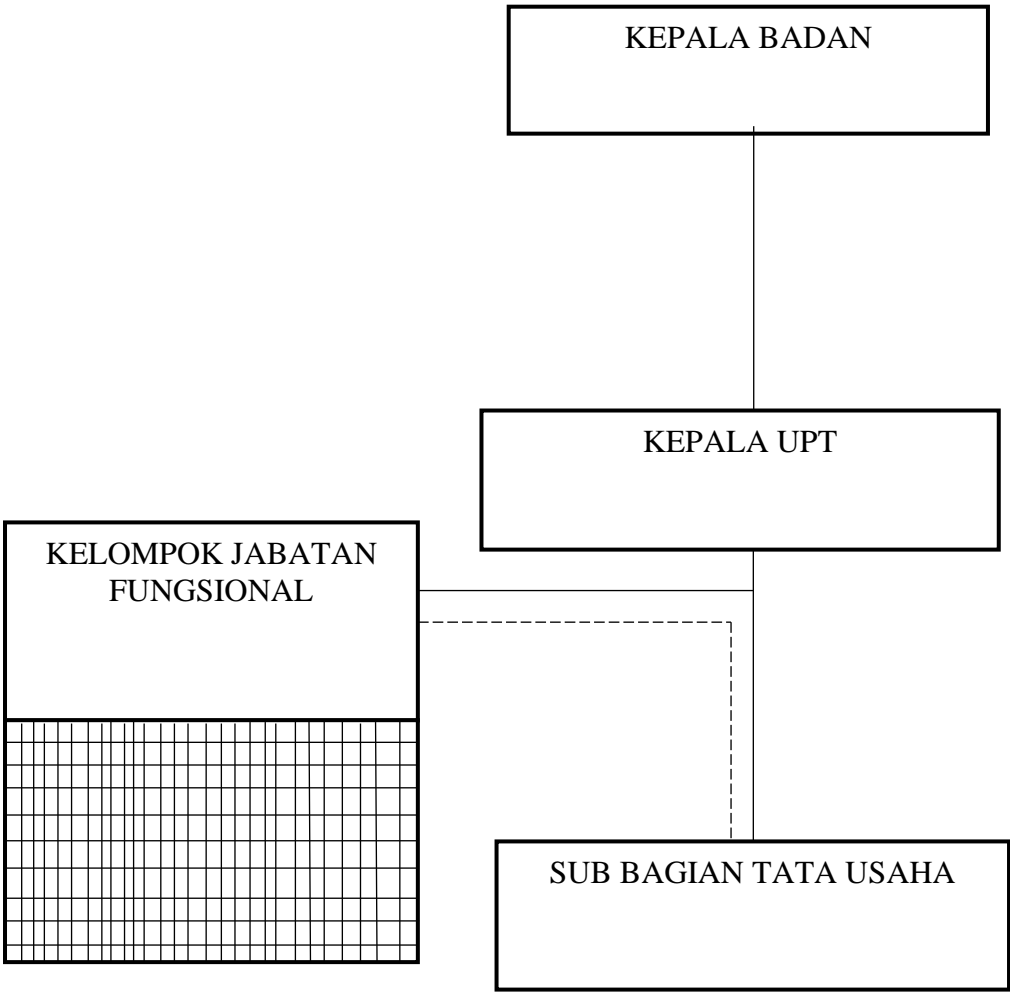 KEPALA BADAN
KEPALA UPT
KELOMPOK JABATAN
FUNGSIONAL
SUB BAGIAN TATA USAHA